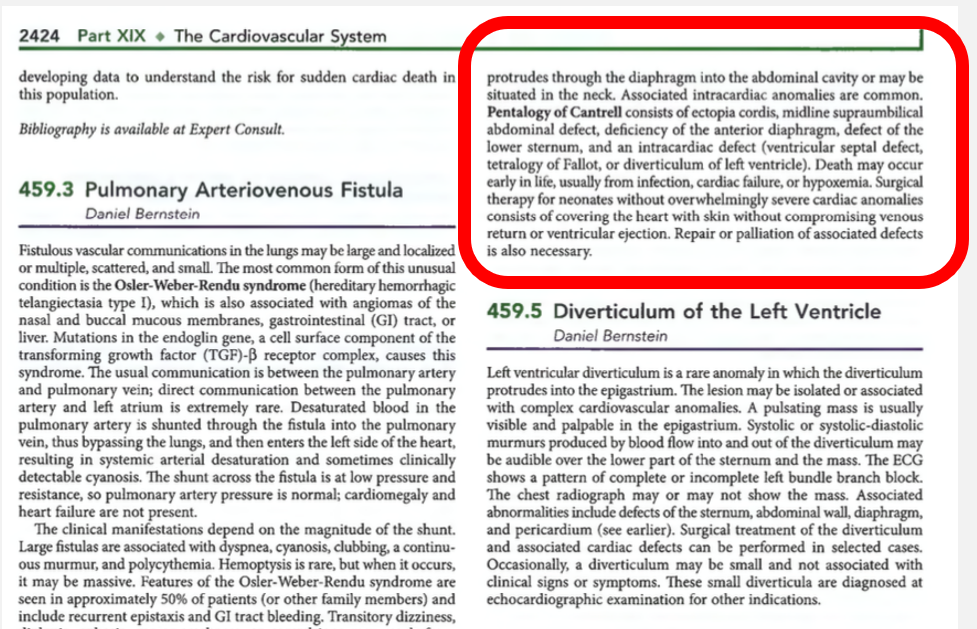 2424 Part XIX ◆ The Cardiovascular System
developing data to understand the risk for sudden cardiac death in
this population.
Bibliography is available at Expert Consult.
459.3 Pulmonary Arteriovenous Fistula
Daniel Bernstein
Fistulous vascular communications in the lungs may be large and localized
or multiple, scattered, and small. The most common form of this unusual
condition is the Osler-Weber-Rendu syndrome (hereditary hemorrhagic
telangiectasia type I), which is also associated with angiomas of the
nasal and buccal mucous membranes, gastrointestinal (GI) tract, or
liver. Mutations in the endoglin gene, a cell surface component of the
transforming growth factor (TGF)-β receptor complex, causes this
syndrome. The usual communication is between the pulmonary artery
and pulmonary vein; direct communication between the pulmonary
artery and left atrium is extremely rare. Desaturated blood in the
pulmonary artery is shunted through the fistula into the pulmonary
vein, thus bypassing the lungs, and then enters the left side of the heart,
resulting in systemic arterial desaturation and sometimes clinically
detectable cyanosis. The shunt across the fistula is at low pressure and
resistance, so pulmonary artery pressure is normal; cardiomegaly and
heart failure are not present.
The clinical manifestations depend on the magnitude of the shunt.
Large fistulas are associated with dyspnea, cyanosis, clubbing, a continu-
ous murmur, and polycythemia. Hemoptysis is rare, but when it occurs,
it may be massive. Features of the Osler-Weber-Rendu syndrome are
seen in approximately 50% of patients (or other family members) and
include recurrent epistaxis and GI tract bleeding. Transitory dizziness,
protrudes through the diaphragm into the abdominal cavity or may be
situated in the neck. Associated intracardiac anomalies are common.
Pentalogy of Cantrell consists of ectopia cordis, midline supraumbilical
abdominal defect, deficiency of the anterior diaphragm, defect of the
lower sternum, and an intracardiac defect (ventricular septal defect,
tetralogy of Fallot, or diverticulum of left ventricle). Death may occur
early in life, usually from infection, cardiac failure, or hypoxemia. Surgical
therapy for neonates without overwhelmingly severe cardiac anomalies
consists of covering the heart with skin without compromising venous
return or ventricular ejection. Repair or palliation of associated defects
is also necessary.
459.5 Diverticulum of the Left Ventricle
Daniel Bernstein
Left ventricular diverticulum is a rare anomaly in which the diverticulum
protrudes into the epigastrium. The lesion may be isolated or associated
with complex cardiovascular anomalies. A pulsating mass is usually
visible and palpable in the epigastrium. Systolic or systolic-diastolic
murmurs produced by blood flow into and out of the diverticulum may
be audible over the lower part of the sternum and the mass. The ECG
shows a pattern of complete or incomplete left bundle branch block.
The chest radiograph may or may not show the mass. Associated
abnormalities include defects of the sternum, abdominal wall, diaphragm,
and pericardium (see earlier). Surgical treatment of the diverticulum
and associated cardiac defects can be performed in selected cases.
Occasionally, a diverticulum may be small and not associated with
clinical signs or symptoms. These small diverticula are diagnosed at
echocardiographic examination for other indications.